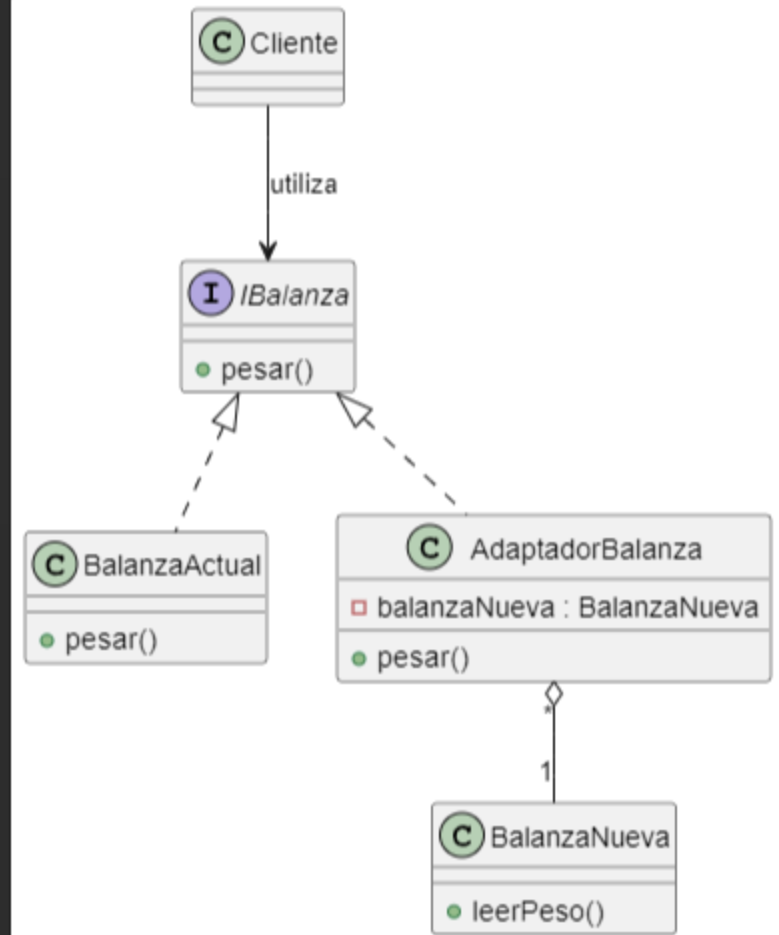 C Cliente
utiliza
I IBalanza
pesar()
C BalanzaActual
pesar()
C AdaptadorBalanza
balanzaNueva : BalanzaNueva
pesar()
*
1
C BalanzaNueva
leerPeso()